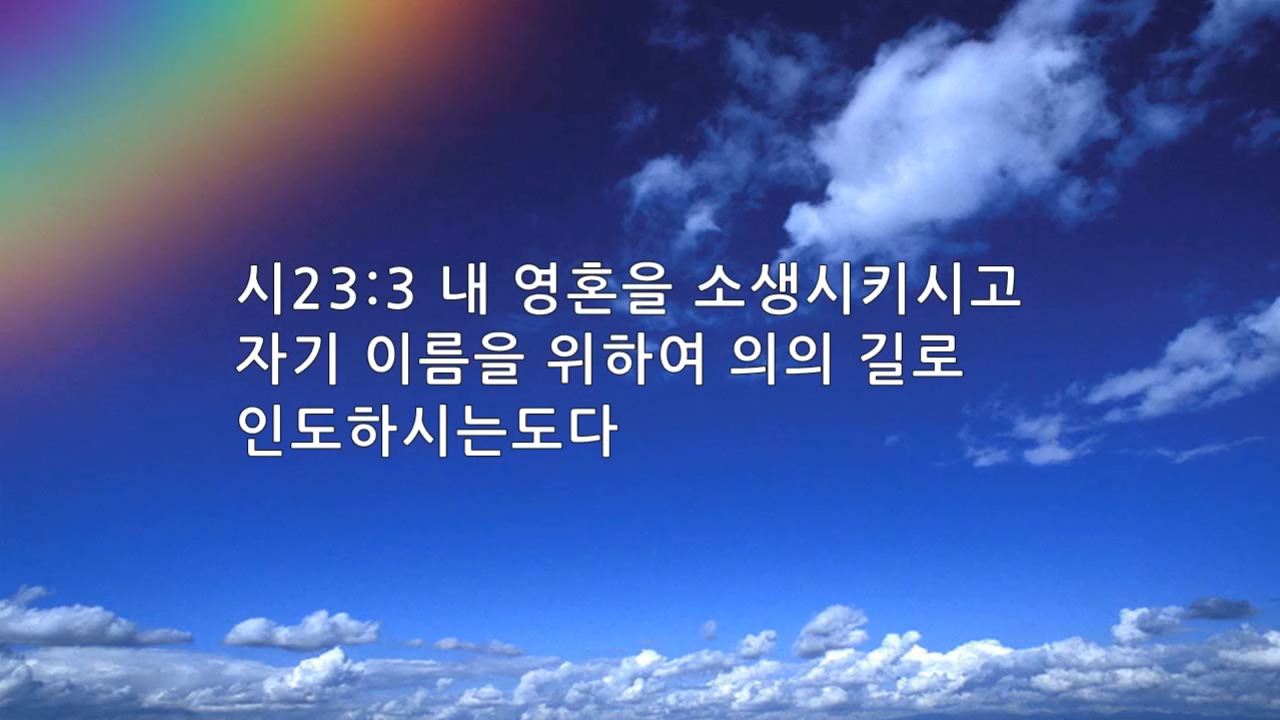 시23:3 내 영혼을 소생시키시고
자기 이름을 위하여 의의 길로
인도하시는도다